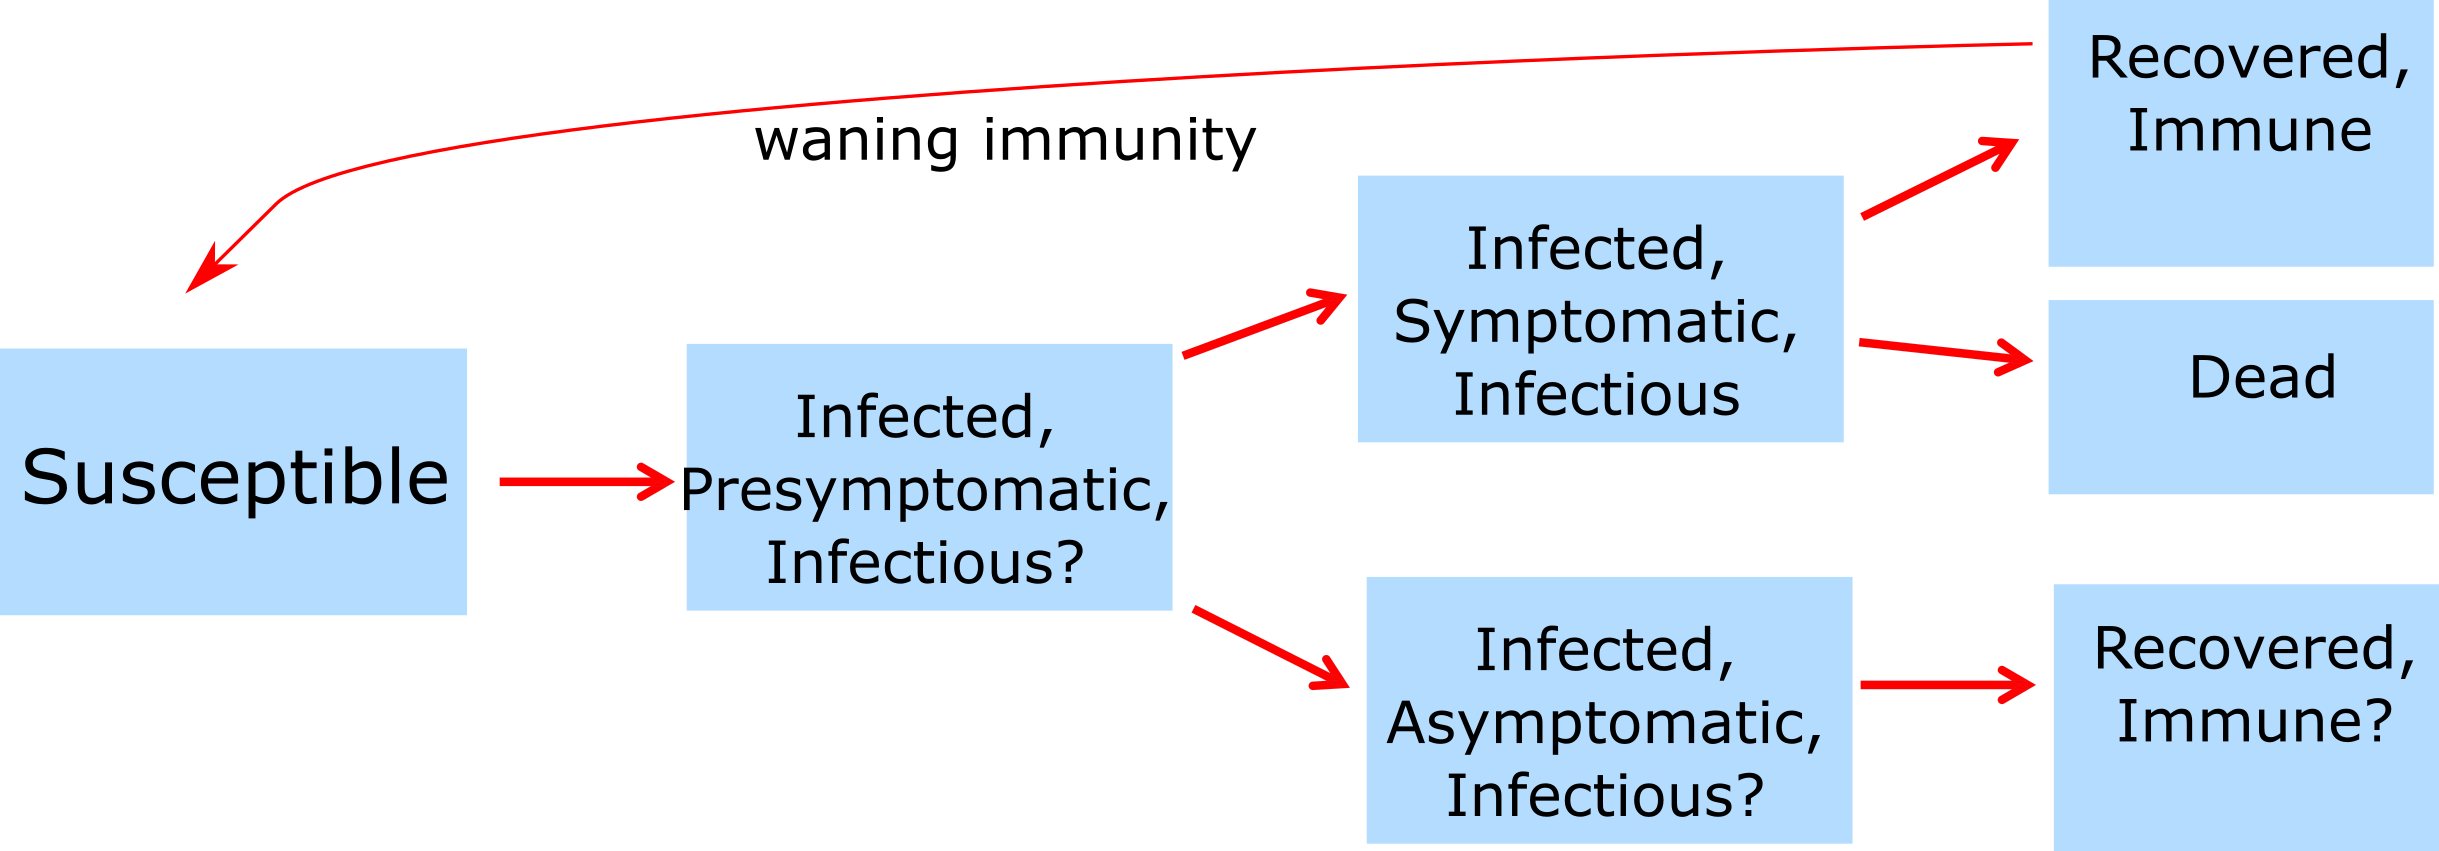 Recovered,
Immune
waning immunity
Infected,
Symptomatic,
Infectious
Dead
Susceptible
Infected,
Presymptomatic,
Infectious?
Infected,
Asymptomatic,
Infectious?
Recovered,
Immune?